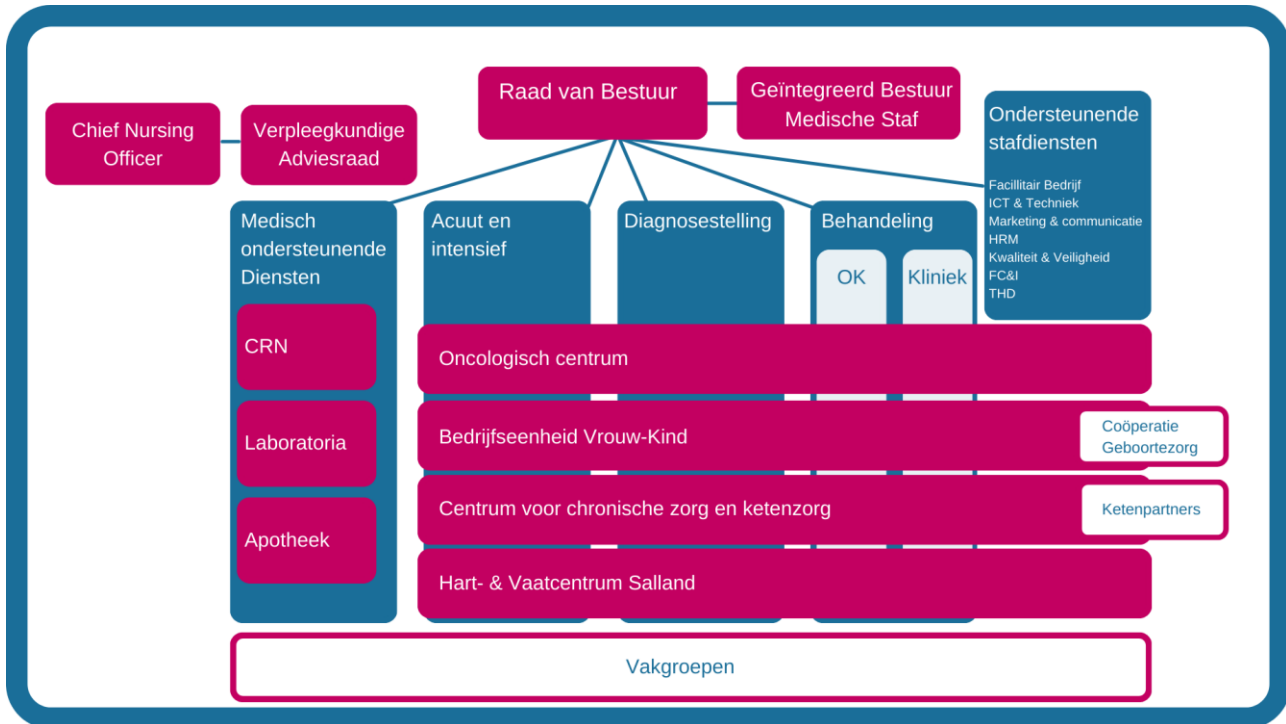 Raad van Bestuur
Geïntegreerd Bestuur
Medische Staf
Chief Nursing
Officer
Verpleegkundige
Adviesraad
Ondersteunende
stafdiensten
Facillitair Bedrijf
ICT & Techniek
Marketing & communicatie
HRM
Kwaliteit & Veiligheid
FC&I
THD
Medisch
ondersteunende
Diensten
CRN
Laboratoria
Apotheek
Acuut en
intensief
Diagnosestelling
Behandeling
OK
Kliniek
Oncologisch centrum
Bedrijfseenheid Vrouw-Kind
Coöperatie
Geboortezorg
Centrum voor chronische zorg en ketenzorg
Ketenpartners
Hart- & Vaatcentrum Salland
Vakgroepen